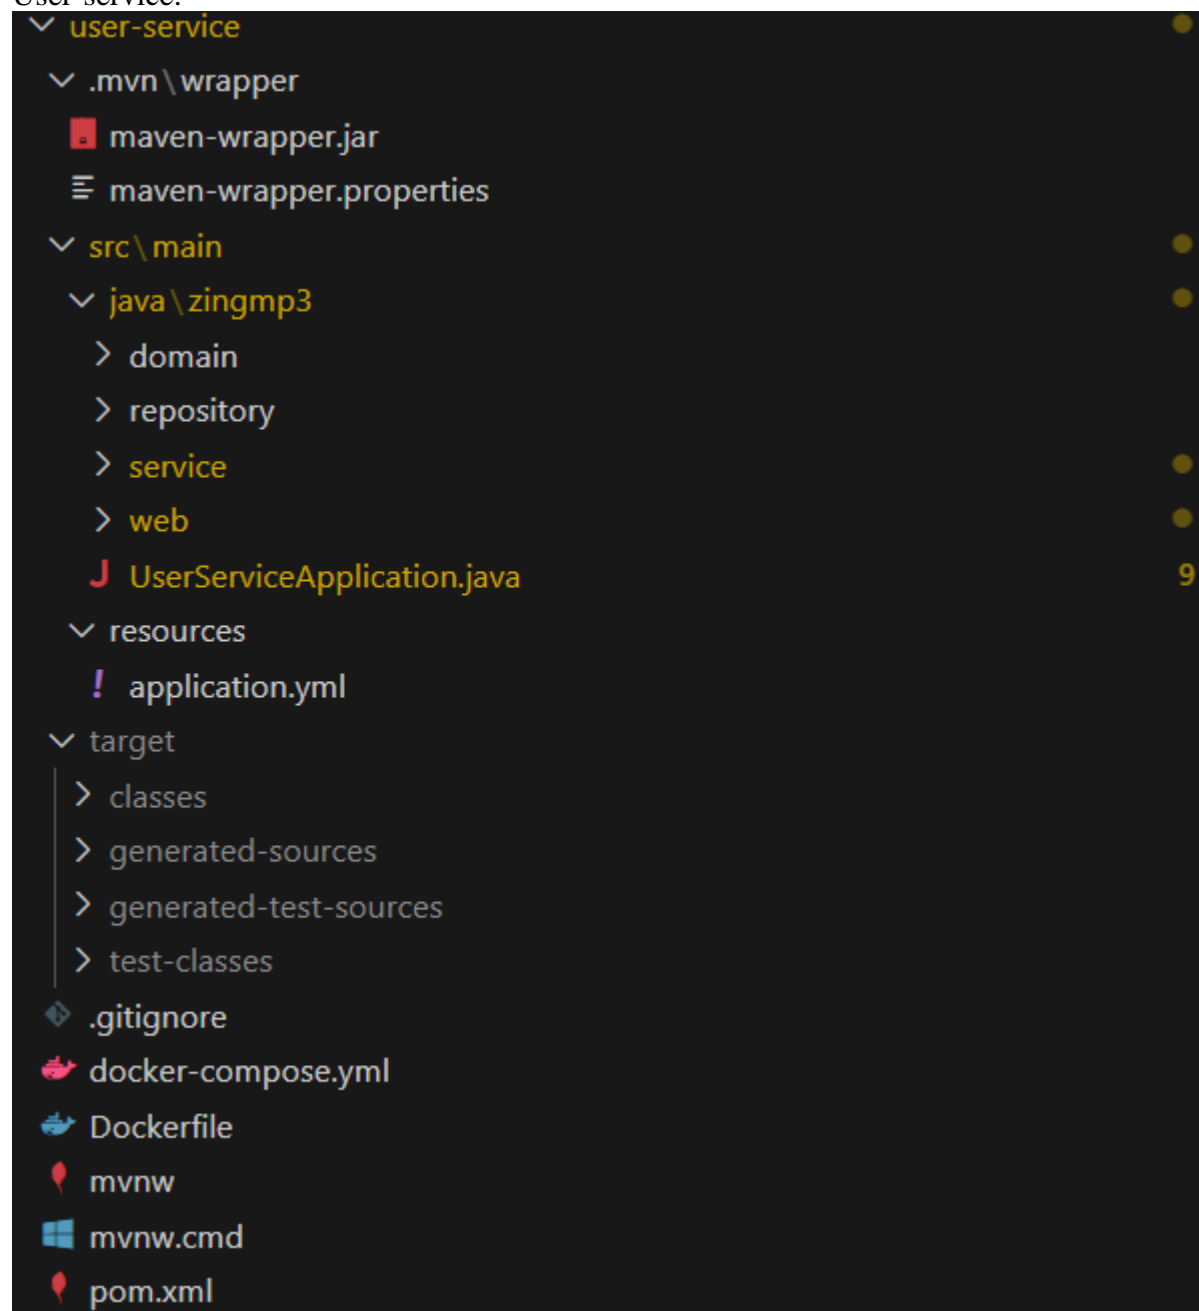 User-service:
user-service
.mvn\wrapper
maven-wrapper.jar
maven-wrapper.properties
src\main
java\zingmp3
domain
repository
service
web
UserServiceApplication.java 9
resources
application.yml
target
classes
generated-sources
generated-test-sources
test-classes
.gitignore
docker-compose.yml
Dockerfile
mvnw
mvnw.cmd
pom.xml